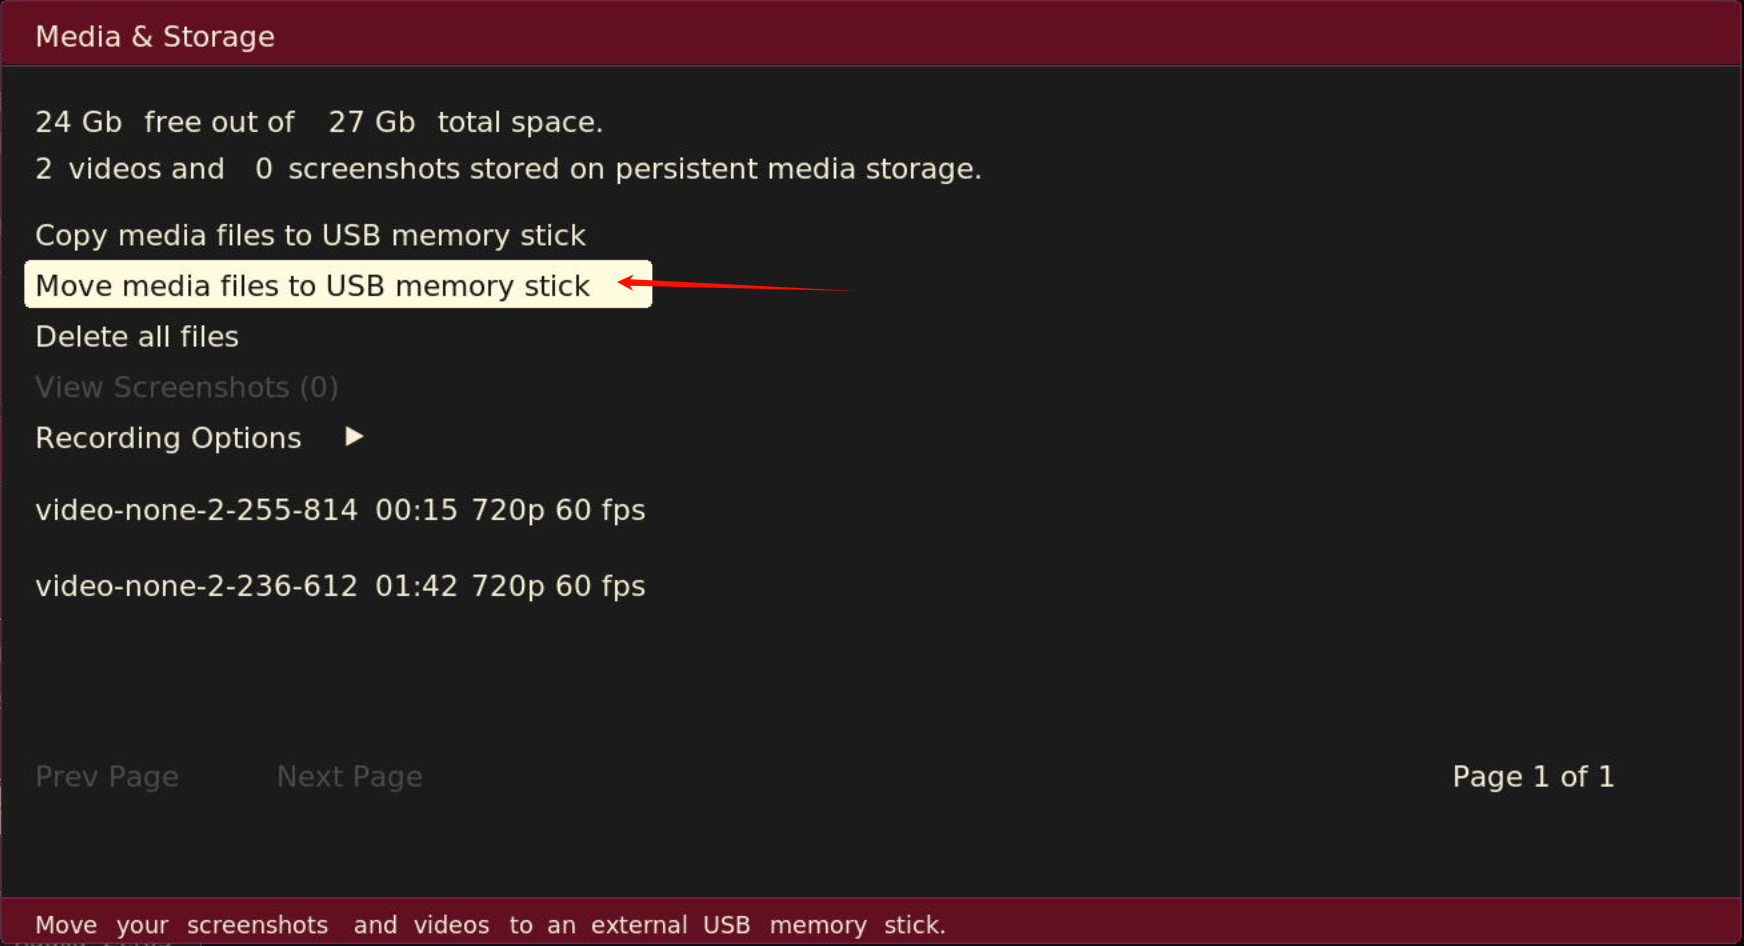 Media & Storage
24 Gb free out of 27 Gb total space.
2 videos and 0 screenshots stored on persistent media storage.
Copy media files to USB memory stick
Move media files to USB memory stick
Delete all files
View Screenshots (0)
Recording Options
video-none-2-255-814 00:15 720p 60 fps
video-none-2-236-612 01:42 720p 60 fps
Prev Page Next Page Page 1 of 1
Move your screenshots and videos to an external USB memory stick.